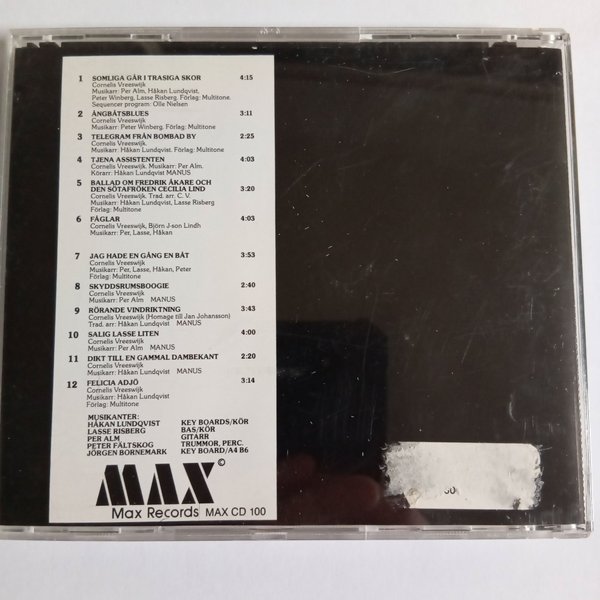 1 SOMLIGA GÅR I TRASIGA SKOR 4:15
Cornelis Vreeswijk
Musikarr: Per Alm, Håkan Lundqvist,
Peter Winberg, Lasse Risberg. Förlag: Multitone.
Sequencer program: Olle Nielsen
2 ÅNGBÅTSBLUES 3:11
Cornelis Vreeswijk
Musikarr: Peter Winberg. Förlag: Multitone
3 TELEGRAM FRÅN BOMBAD BY 2:25
Cornelis Vreeswijk.
Musikarr: Håkan Lundqvist. Förlag: Multitone
4 TJENA ASSISTENTEN 4:03
Cornelis Vreeswijk. Musikarr: Per Alm,
Körarr: Håkan Lundqvist MANUS
5 BALLAD OM FREDRIK ÅKARE OCH
DEN SÖTAFRÖKEN CECILIA LIND 3:20
Cornelis Vreeswijk, Trad. arr. C. V.
Musikarr: Håkan Lundqvist, Lasse Risberg
Förlag: Multitone
6 FÅGLAR 4:03
Cornelis Vreeswijk, Björn J-son Lindh
Musikarr: Per, Lasse, Håkan
7 JAG HADE EN GÅNG EN BÅT 3:53
Cornelis Vreeswijk
Musikarr: Per, Lasse, Håkan, Peter
Förlag: Multitone
8 SKYDDSRUMSBOOGIE 2:40
Cornelis Vreeswijk
Musikarr: Per Alm MANUS
9 RÖRANDE VINDRIKTNING 3:43
Cornelis Vreeswijk (Homage till Jan Johansson)
Trad. arr: Håkan Lundqvist MANUS
10 SALIG LASSE LITEN 4:00
Cornelis Vreeswijk
Musikarr: Per Alm MANUS
11 DIKT TILL EN GAMMAL DAMBEKANT 2:20
Cornelis Vreeswijk
Musikarr: Håkan Lundqvist MANUS
12 FELICIA ADJÖ 3:14
Cornelis Vreeswijk
Musikarr: Håkan Lundqvist
Förlag: Multitone
MUSIKANTER:
HÅKAN LUNDQVIST KEY BOARDS/KÖR
LASSE RISBERG BAS/KÖR
PER ALM GITARR
PETER FÄLTSKOG TRUMMOR, PERC.
JÖRGEN BORNEMARK KEY BOARD/A4 B6
MAX ©
Max Records MAX CD 100